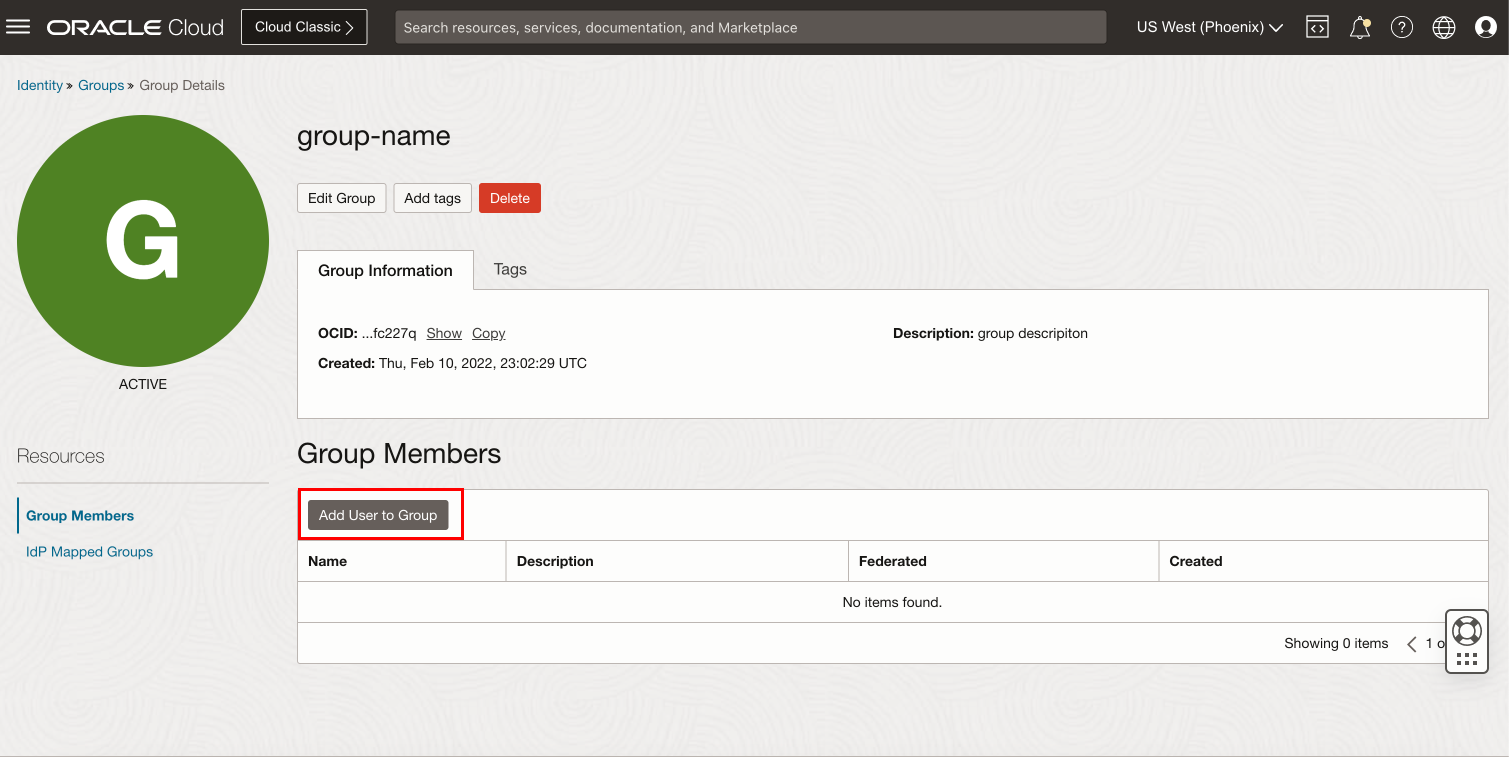 ORACLE Cloud
Cloud Classic
Search resources, services, documentation, and Marketplace
US West (Phoenix)
Identity » Groups » Group Details
G
ACTIVE
group-name
Edit Group
Add tags
Delete
Group Information
Tags
OCID: ...fc227q Show Copy
Description: group descripiton
Created: Thu, Feb 10, 2022, 23:02:29 UTC
Resources
Group Members
IdP Mapped Groups
Group Members
Add User to Group
Name Description Federated Created
No items found.
Showing 0 items < 1